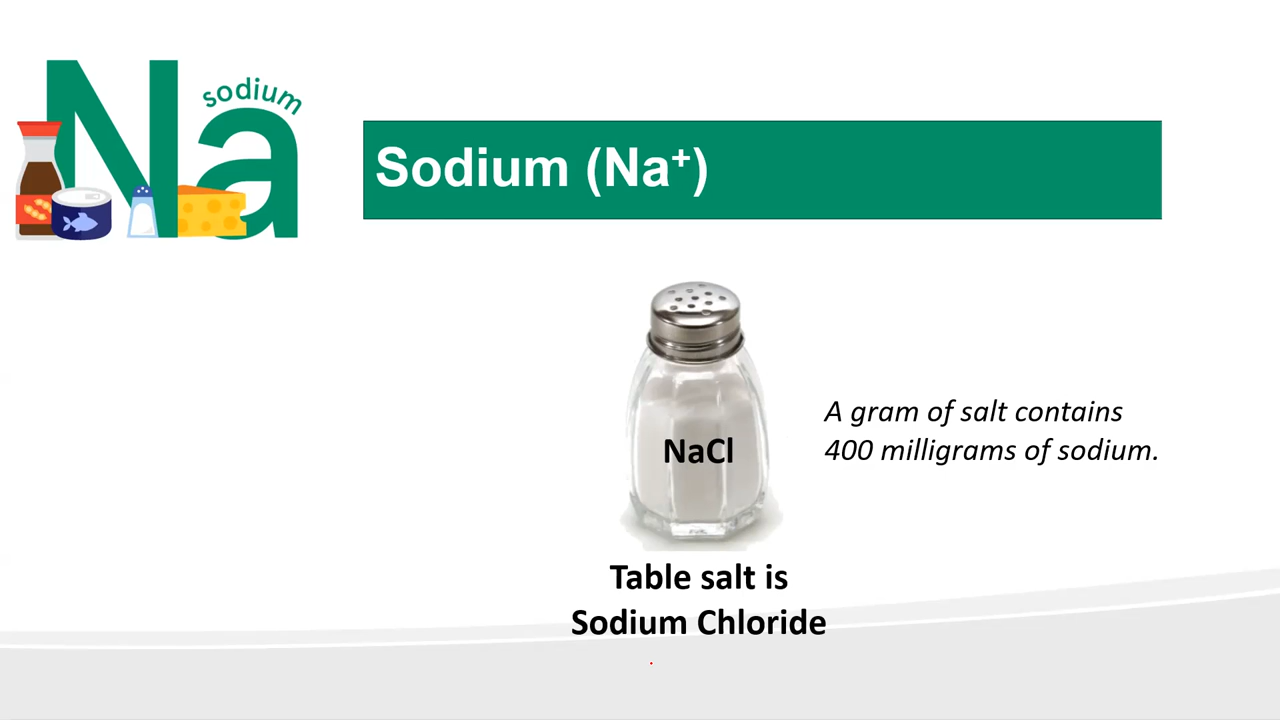 Na
sodium
Sodium (Na⁺)
NaCl
A gram of salt contains
400 milligrams of sodium.
Table salt is
Sodium Chloride